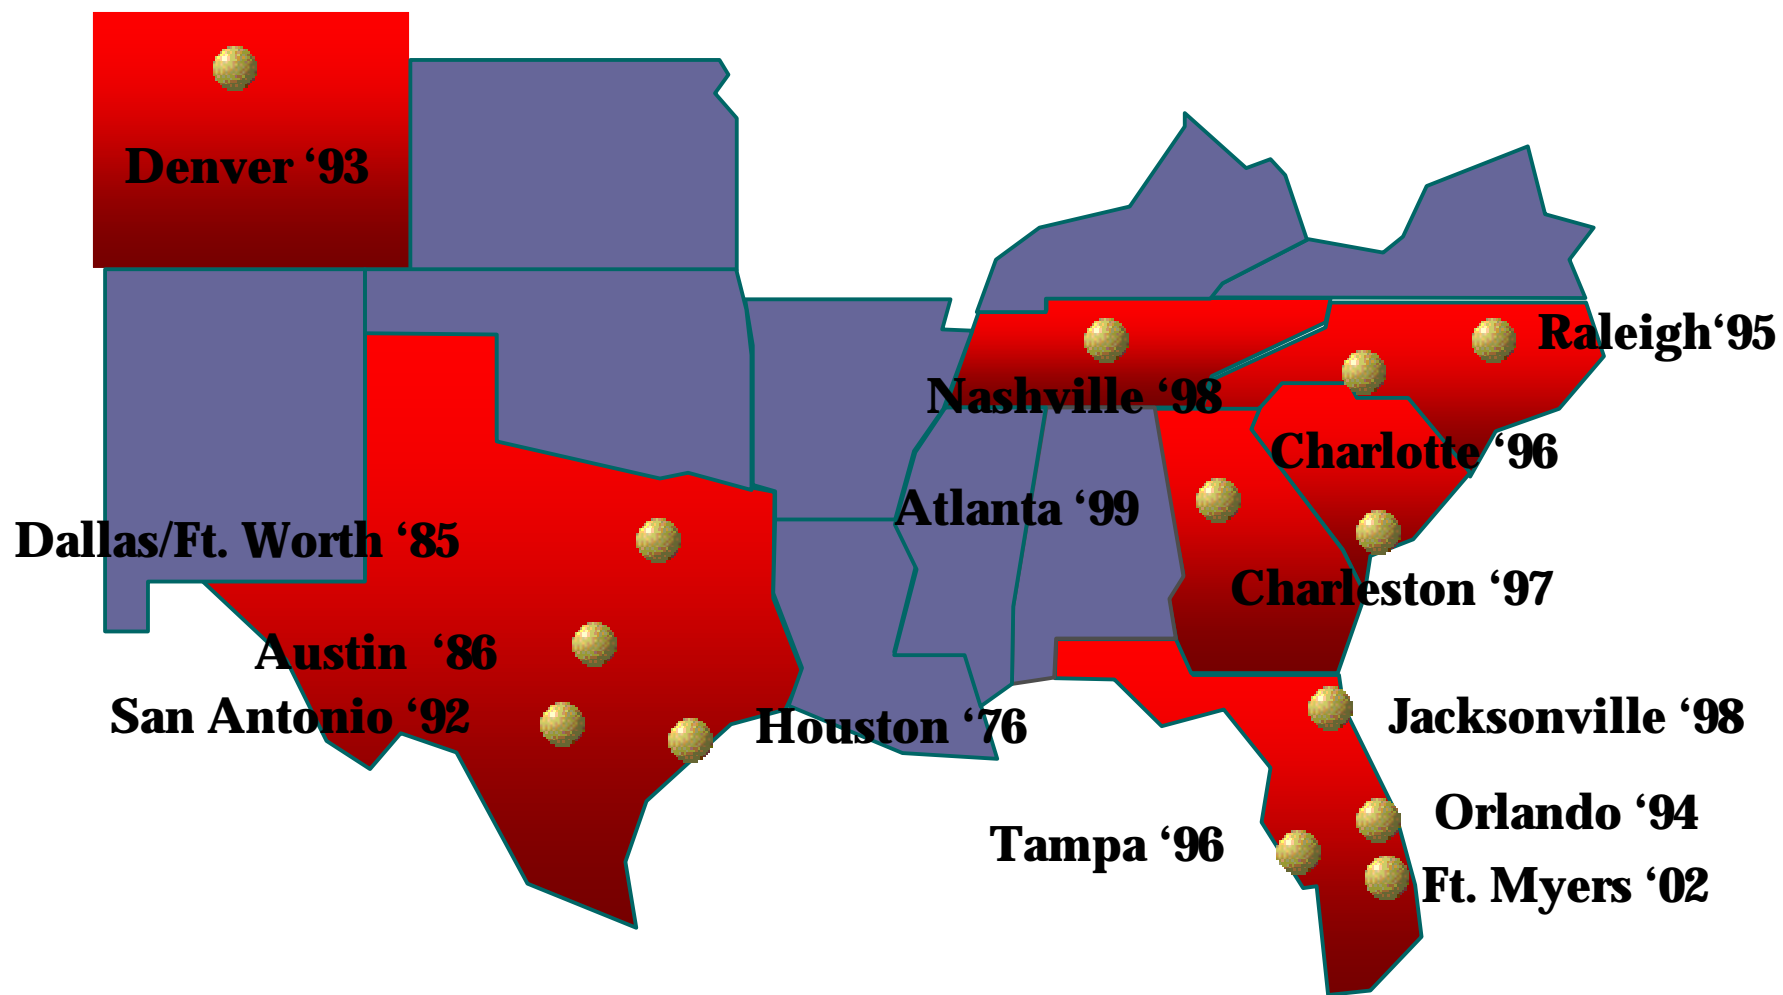 Denver ‘93
Raleigh‘95
Nashville ‘98
Charlotte ‘96
Atlanta ‘99
Dallas/Ft. Worth ‘85
Charleston ‘97
Austin ‘86
San Antonio ‘92
Houston ‘76
Jacksonville ‘98
Orlando ‘94
Tampa ‘96
Ft. Myers ‘02